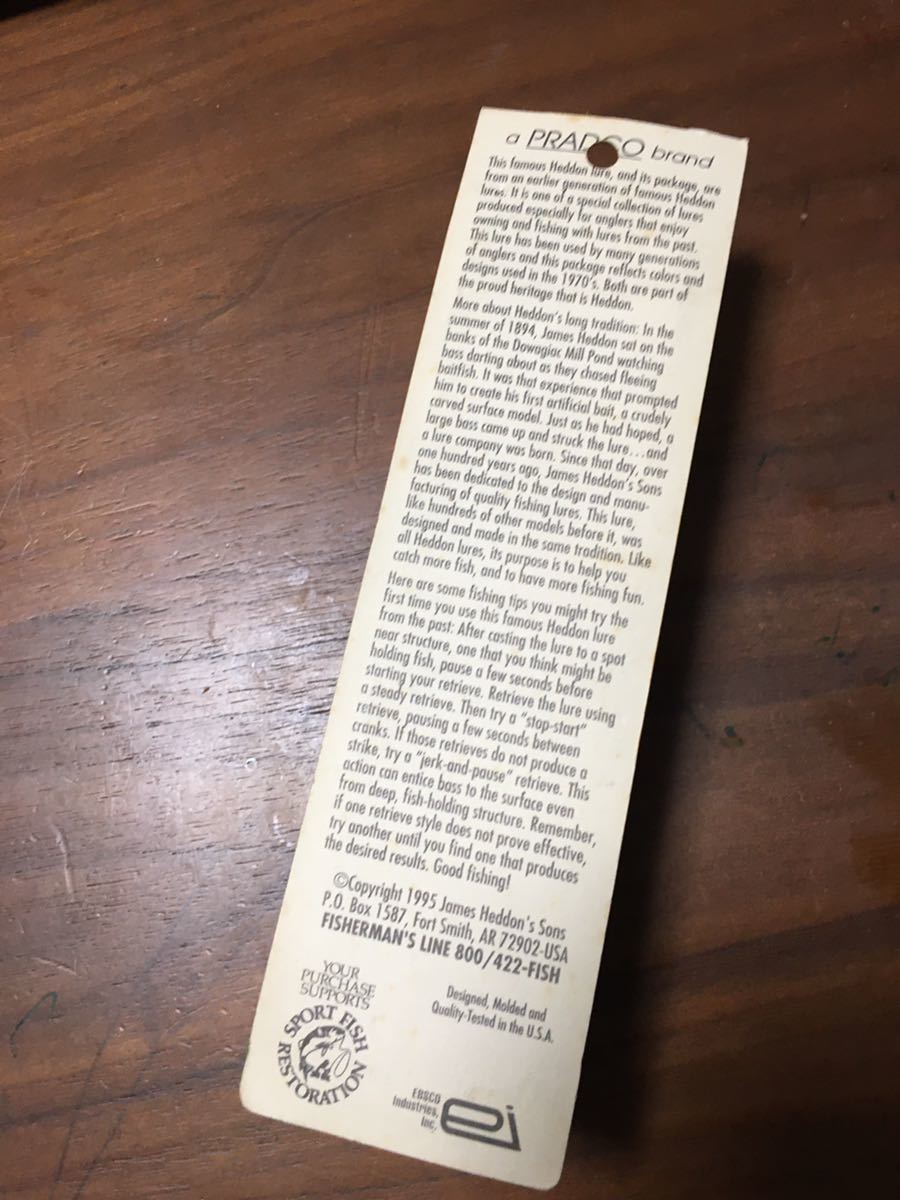 a PRADCO brand
This famous Heddon lure, and its package, are
from an earlier generation of famous Heddon
lures. It is one of a special collection of lures
produced especially for anglers that enjoy
owning and fishing with lures from the past.
This lure has been used by many generations
of anglers and this package reflects colors and
designs used in the 1970's. Both are part of
the proud heritage that is Heddon.
More about Heddon's long tradition: In the
summer of 1894, James Heddon sat on the
banks of the Dowagiac Mill Pond watching
bass darting about as they chased fleeing
baitfish. It was that experience that prompted
him to create his first artificial bait, a crudely
carved surface model. Just as he had hoped, a
large bass came up and struck the lure...and
a lure company was born. Since that day, over
one hundred years ago, James Heddon's Sons
has been dedicated to the design and manu-
facturing of quality fishing lures. This lure,
like hundreds of other models before it, was
designed and made in the same tradition. Like
all Heddon lures, its purpose is to help you
catch more fish, and to have more fishing fun.
Here are some fishing tips you might try the
first time you use this famous Heddon lure
from the past: After casting the lure to a spot
near structure, one that you think might be
holding fish, pause a few seconds before
starting your retrieve. Retrieve the lure using
a steady retrieve. Then try a "stop-start"
retrieve, pausing a few seconds between
cranks. If those retrieves do not produce a
strike, try a "jerk-and-pause" retrieve. This
action can entice bass to the surface even
from deep, fish-holding structure. Remember,
if one retrieve style does not prove effective,
try another until you find one that produces
the desired results. Good fishing!
©Copyright 1995 James Heddon's Sons
P.O. Box 1587, Fort Smith, AR 72902-USA
FISHERMAN'S LINE 800/422-FISH
YOUR
PURCHASE
SUPPORTS
SPORT FISH
RESTORATION
Designed, Molded and
Quality-Tested in the U.S.A.
EBSCO
Industries,
Inc.
ei